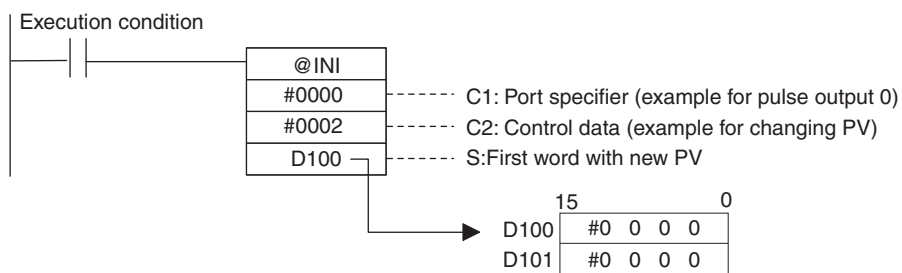 Execution condition
@INI
#0000 C1: Port specifier (example for pulse output 0)
#0002 C2: Control data (example for changing PV)
D100 S:First word with new PV
15 0
D100 #0 0 0 0
D101 #0 0 0 0